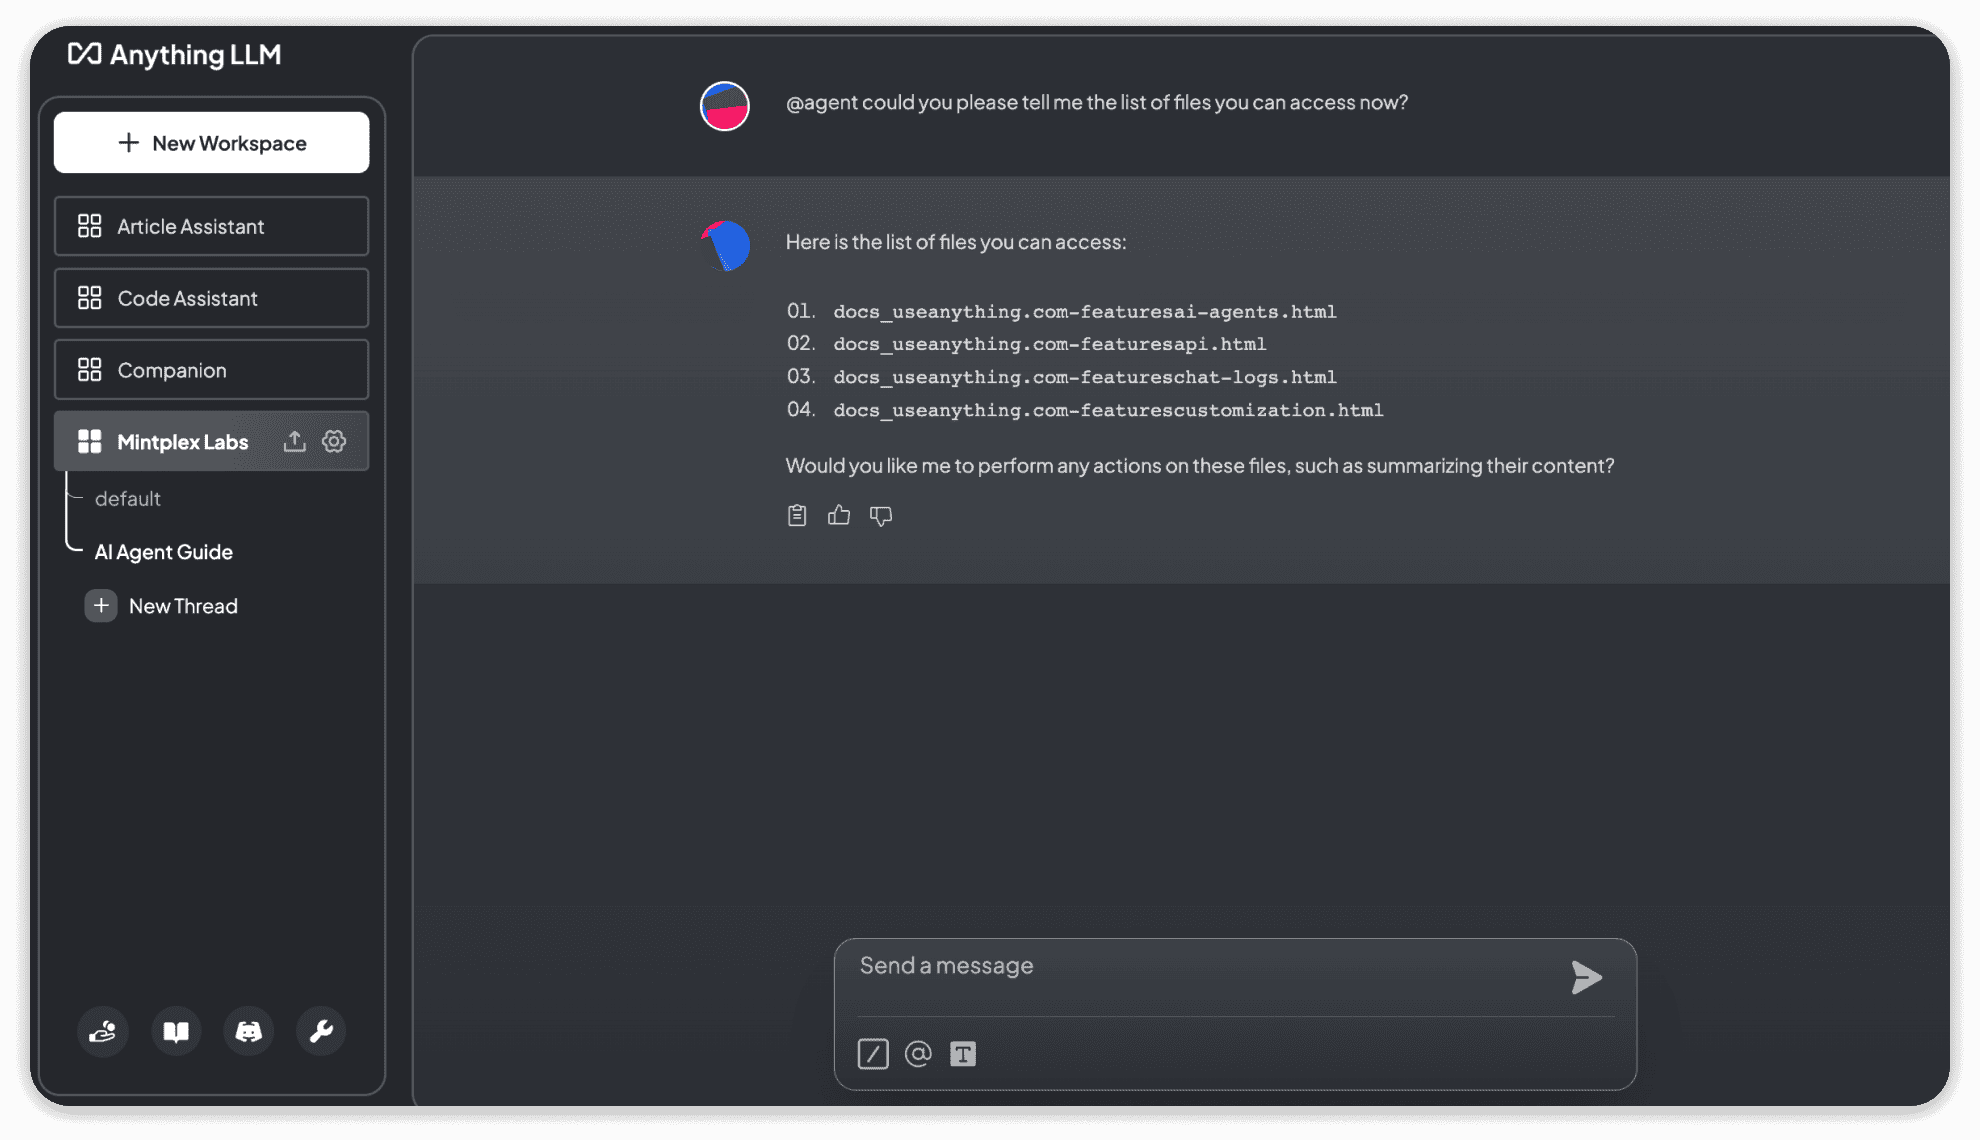 Anything LLM
New Workspace
Article Assistant
Code Assistant
Companion
Mintplex Labs
default
AI Agent Guide
New Thread
@agent could you please tell me the list of files you can access now?
Here is the list of files you can access:
01. docs_useanything.com-featuresai-agents.html
02. docs_useanything.com-featuresapi.html
03. docs_useanything.com-featureschat-logs.html
04. docs_useanything.com-featurescustomization.html
Would you like me to perform any actions on these files, such as summarizing their content?
Send a message